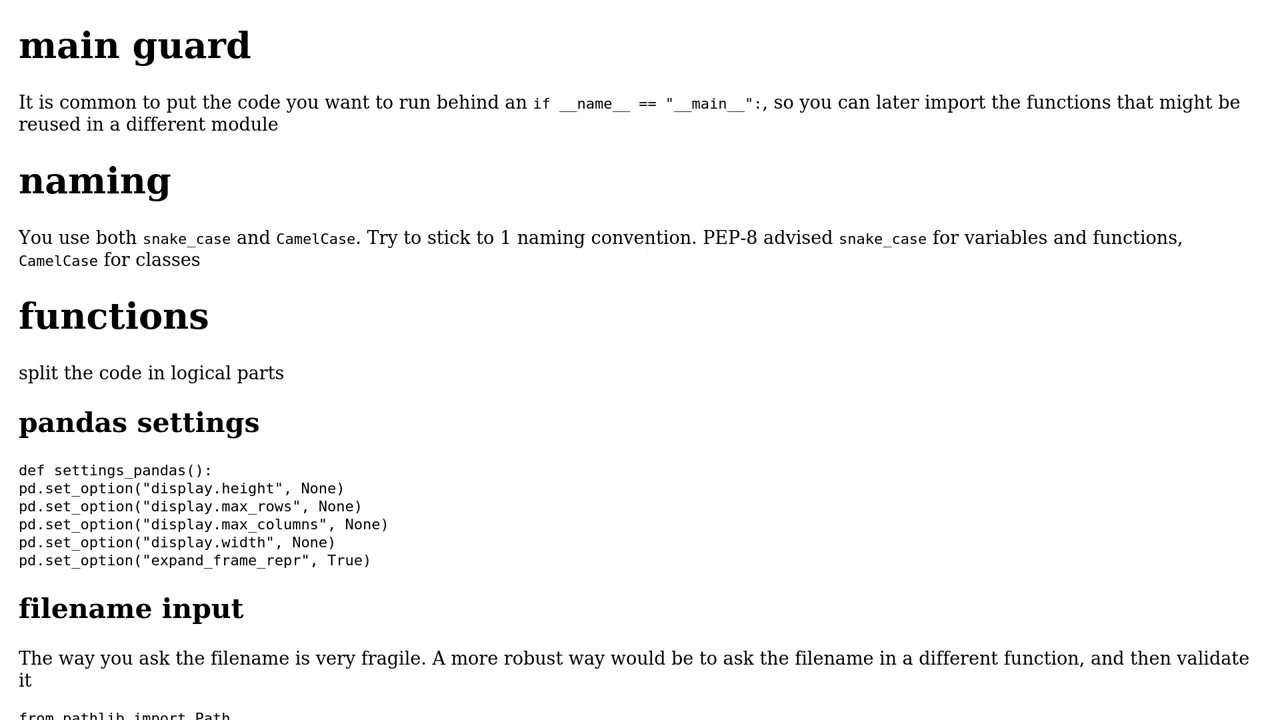 main guard
It is common to put the code you want to run behind an if __name__ == "__main__":, so you can later import the functions that might be
reused in a different module
naming
You use both snake_case and CamelCase. Try to stick to 1 naming convention. PEP-8 advised snake_case for variables and functions,
CamelCase for classes
functions
split the code in logical parts
pandas settings
def settings_pandas():
pd.set_option("display.height", None)
pd.set_option("display.max_rows", None)
pd.set_option("display.max_columns", None)
pd.set_option("display.width", None)
pd.set_option("expand_frame_repr", True)
filename input
The way you ask the filename is very fragile. A more robust way would be to ask the filename in a different function, and then validate
it
from pathlib import Path